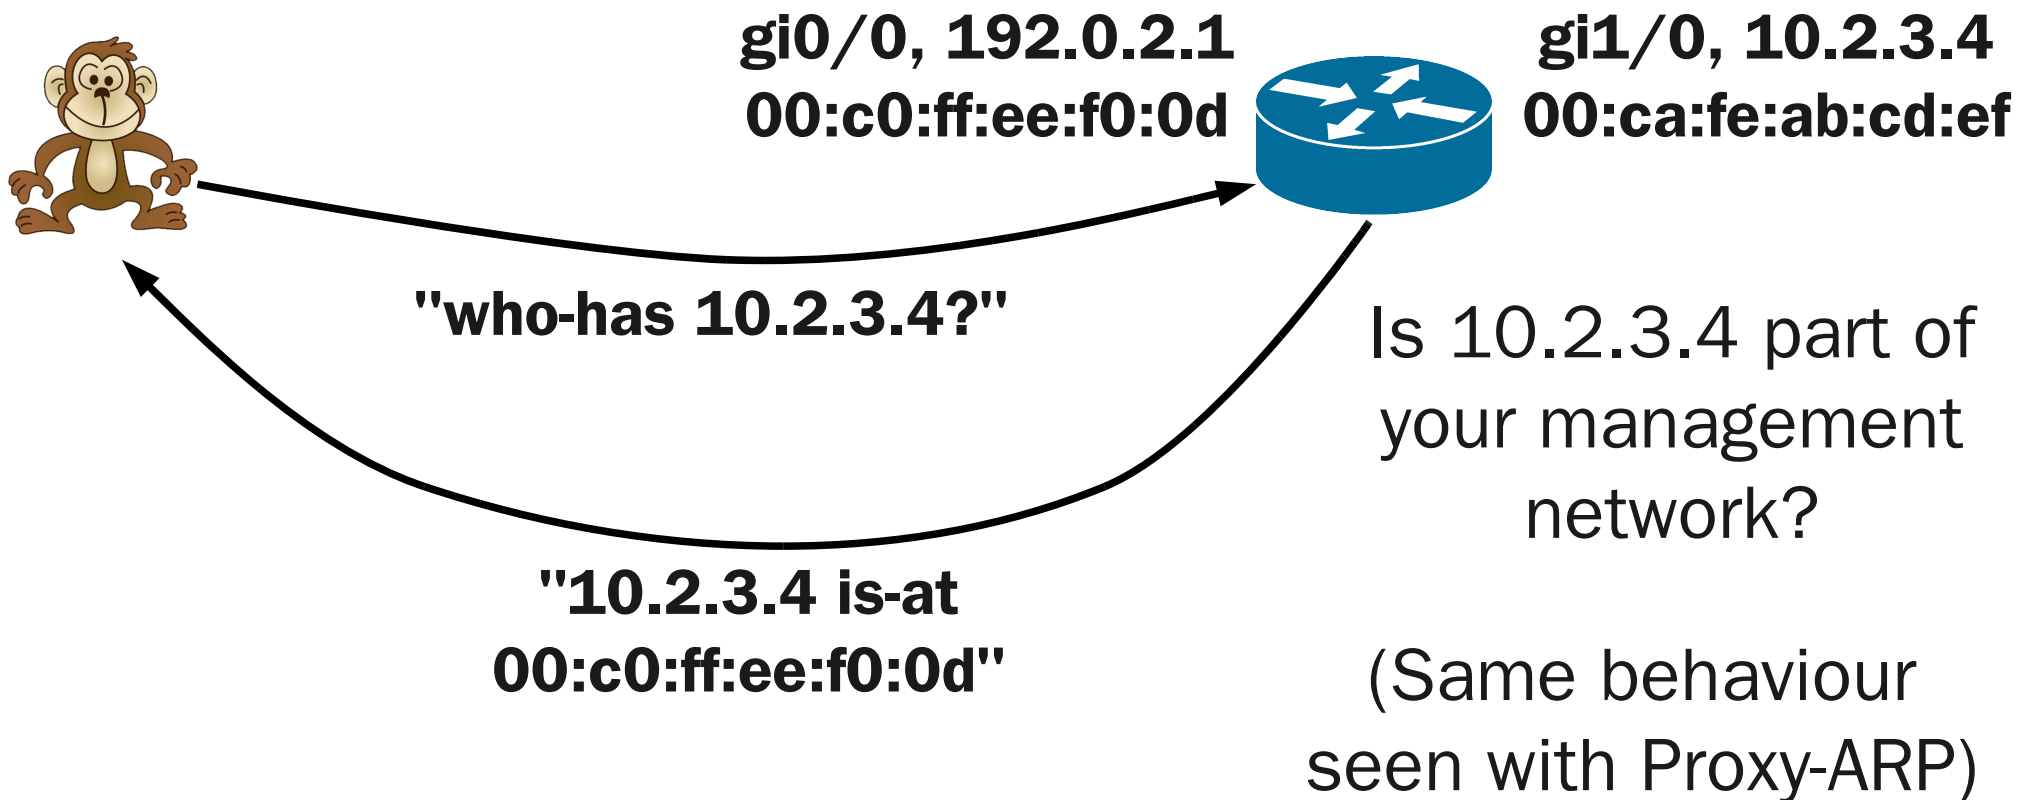 gi0/0, 192.0.2.1
00:c0:ff:ee:f0:0d
gi1/0, 10.2.3.4
00:ca:fe:ab:cd:ef
"who-has 10.2.3.4?"
"10.2.3.4 is-at
00:c0:ff:ee:f0:0d"
Is 10.2.3.4 part of
your management
network?
(Same behaviour
seen with Proxy-ARP)